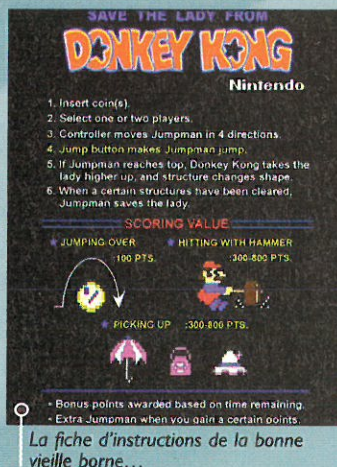 SAVE THE LADY FROM
DONKEY KONG
Nintendo
1. Insert coin(s).
2. Select one or two players.
3. Controller moves Jumpman in 4 directions.
4. Jump button makes Jumpman jump.
5. If Jumpman reaches top, Donkey Kong takes the
lady higher up, and structure changes shape.
6. When a certain structures have been cleared,
Jumpman saves the lady.
SCORING VALUE
★ JUMPING OVER
:100 PTS.
★ HITTING WITH HAMMER
:300-800 PTS.
★ PICKING UP :300-800 PTS.
- Bonus points awarded based on time remaining.
- Extra Jumpman when you gain a certain points.
La fiche d'instructions de la bonne
vieille borne...